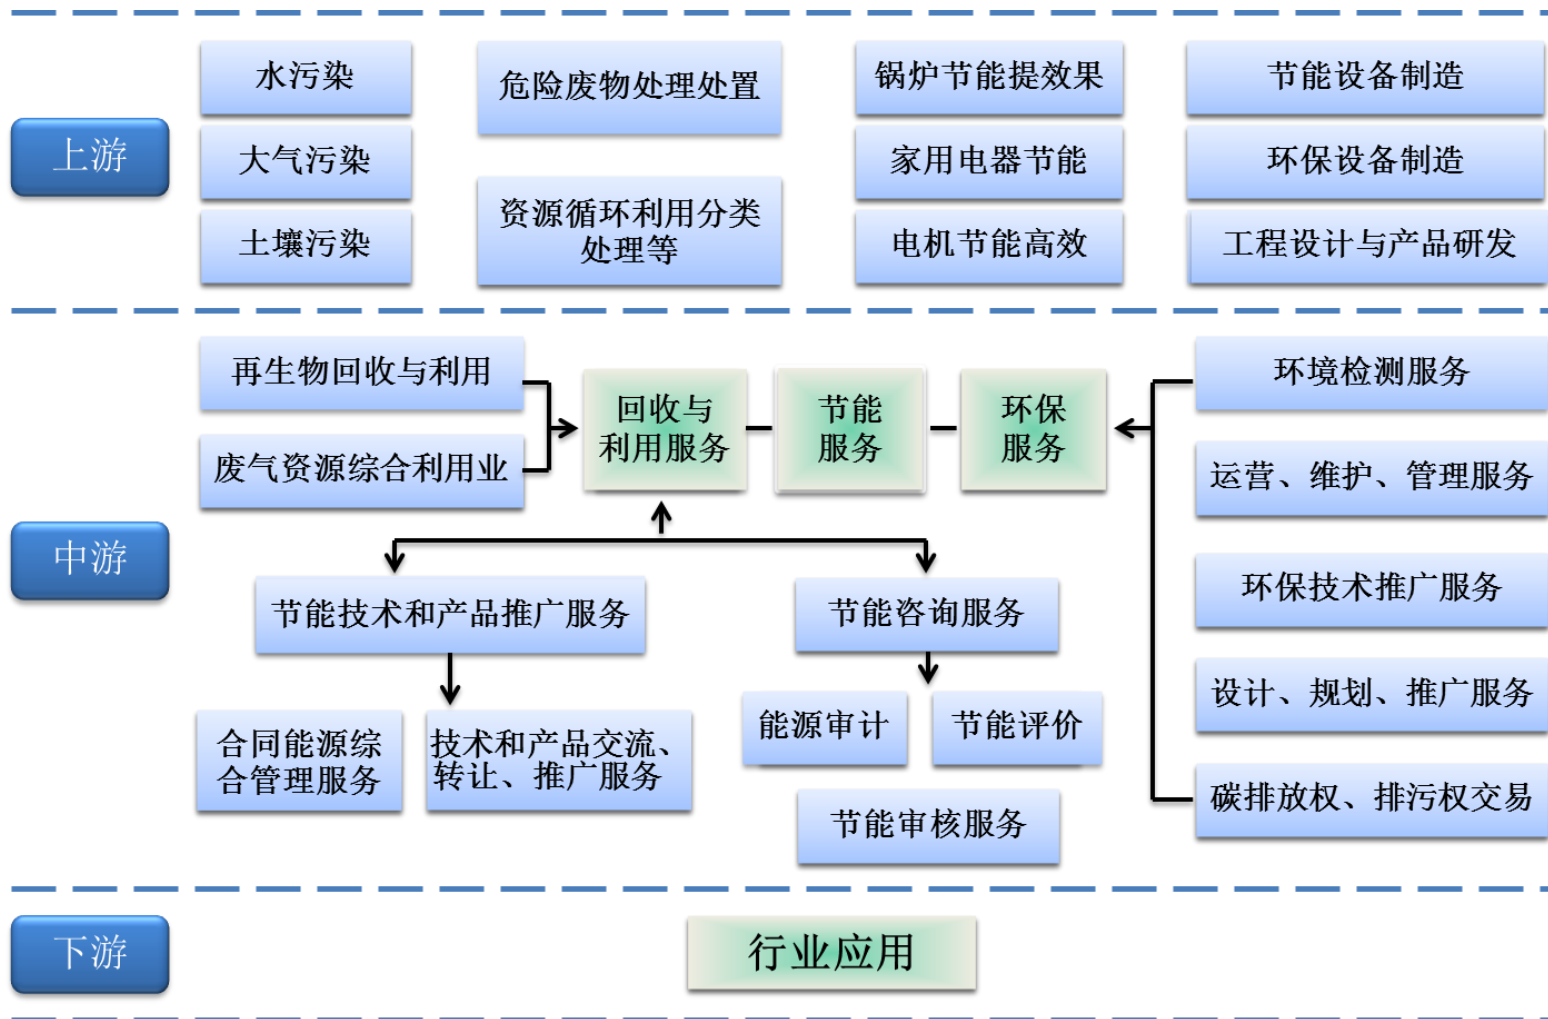 上游
水污染
大气污染
土壤污染
危险废物处理处置
资源循环利用分类
处理等
锅炉节能提效果
家用电器节能
电机节能高效
节能设备制造
环保设备制造
工程设计与产品研发
中游
再生物回收与利用
废气资源综合利用业
回收与
利用服务
节能
服务
环保
服务
环境检测服务
运营、维护、管理服务
环保技术推广服务
设计、规划、推广服务
碳排放权、排污权交易
节能技术和产品推广服务
合同能源综
合管理服务
技术和产品交流、
转让、推广服务
节能咨询服务
能源审计
节能评价
节能审核服务
下游
行业应用